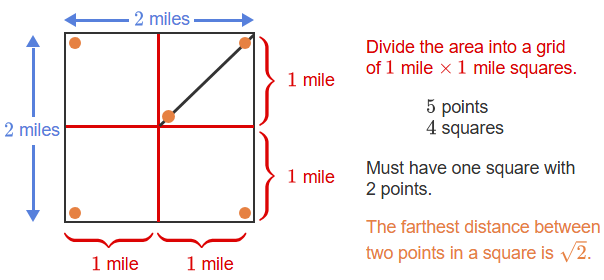 2 miles
2 miles
1 mile
1 mile
1 mile
1 mile
Divide the area into a grid
of 1 mile × 1 mile squares.
5 points
4 squares
Must have one square with
2 points.
The farthest distance between
two points in a square is √2.